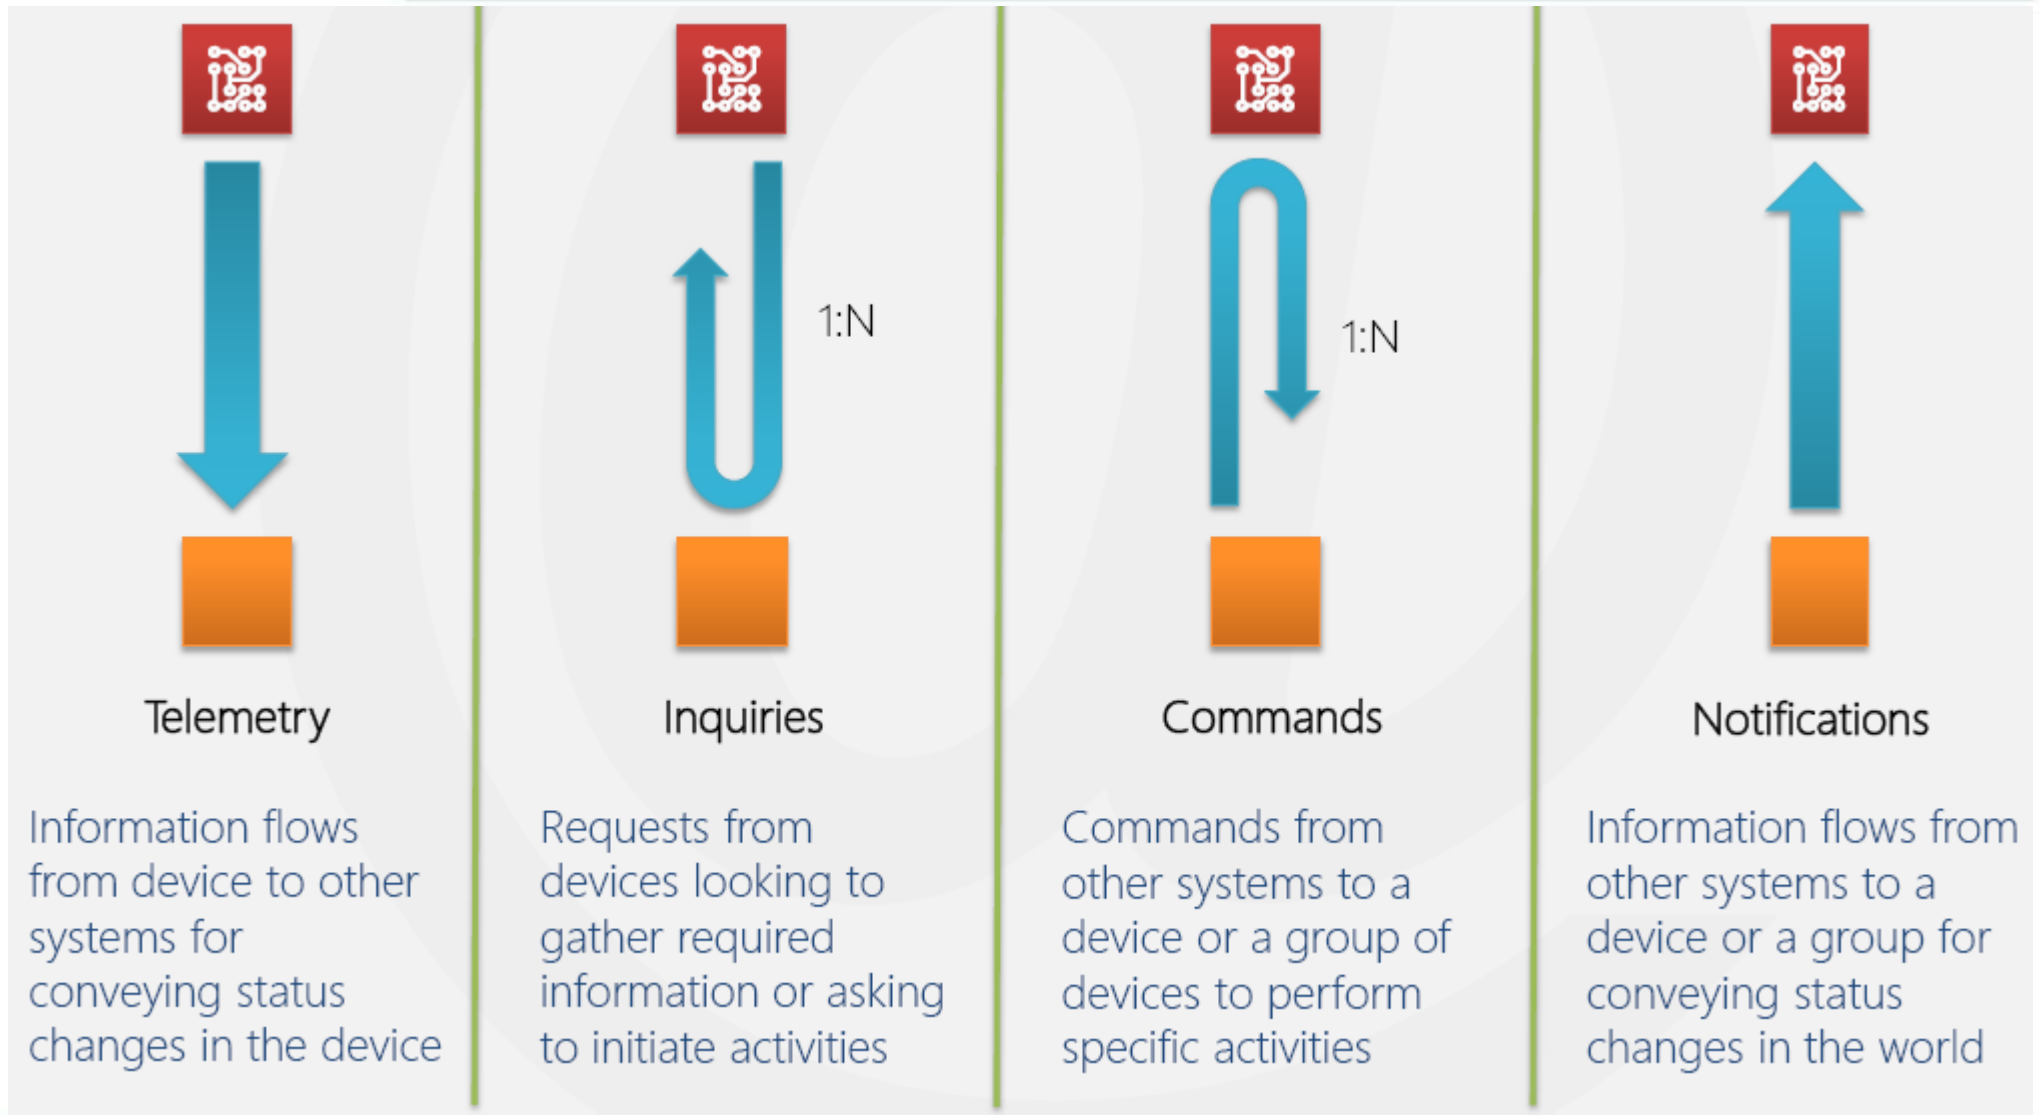 1:N
1:N
Telemetry
Inquiries
Commands
Notifications
Information flows
from device to other
systems for
conveying status
changes in the device
Requests from
devices looking to
gather required
information or asking
to initiate activities
Commands from
other systems to a
device or a group of
devices to perform
specific activities
Information flows from
other systems to a
device or a group for
conveying status
changes in the world